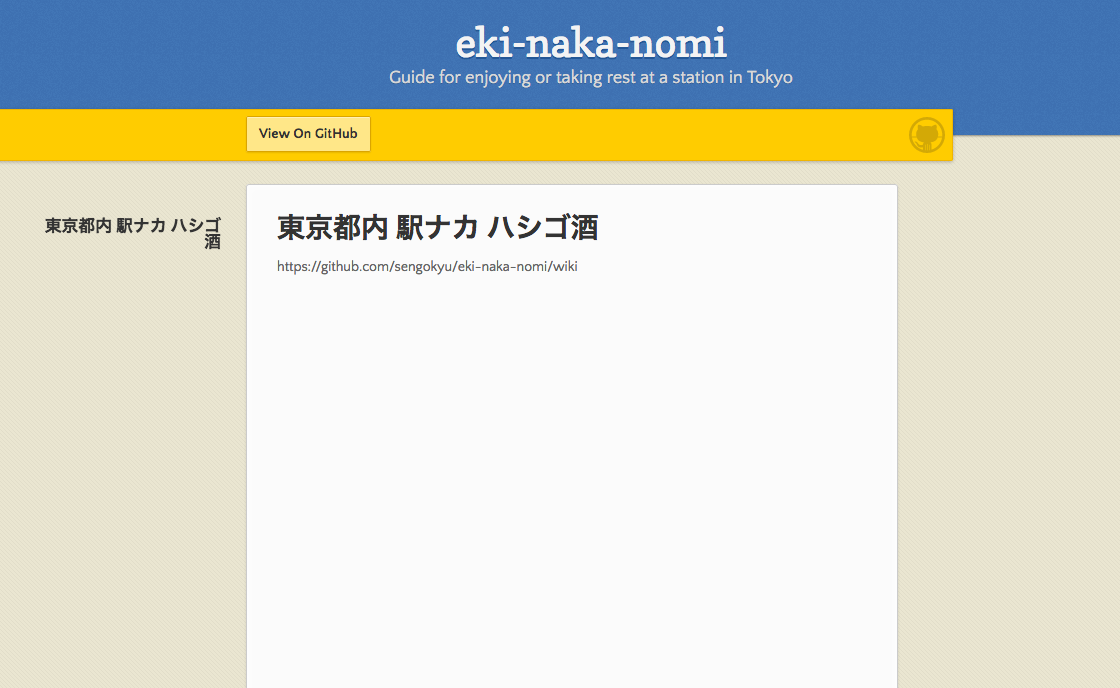 eki-naka-nomi
Guide for enjoying or taking rest at a station in Tokyo
View On GitHub
東京都内 駅ナカ ハシゴ
酒
東京都内 駅ナカ ハシゴ酒
https://github.com/sengokyu/eki-naka-nomi/wiki